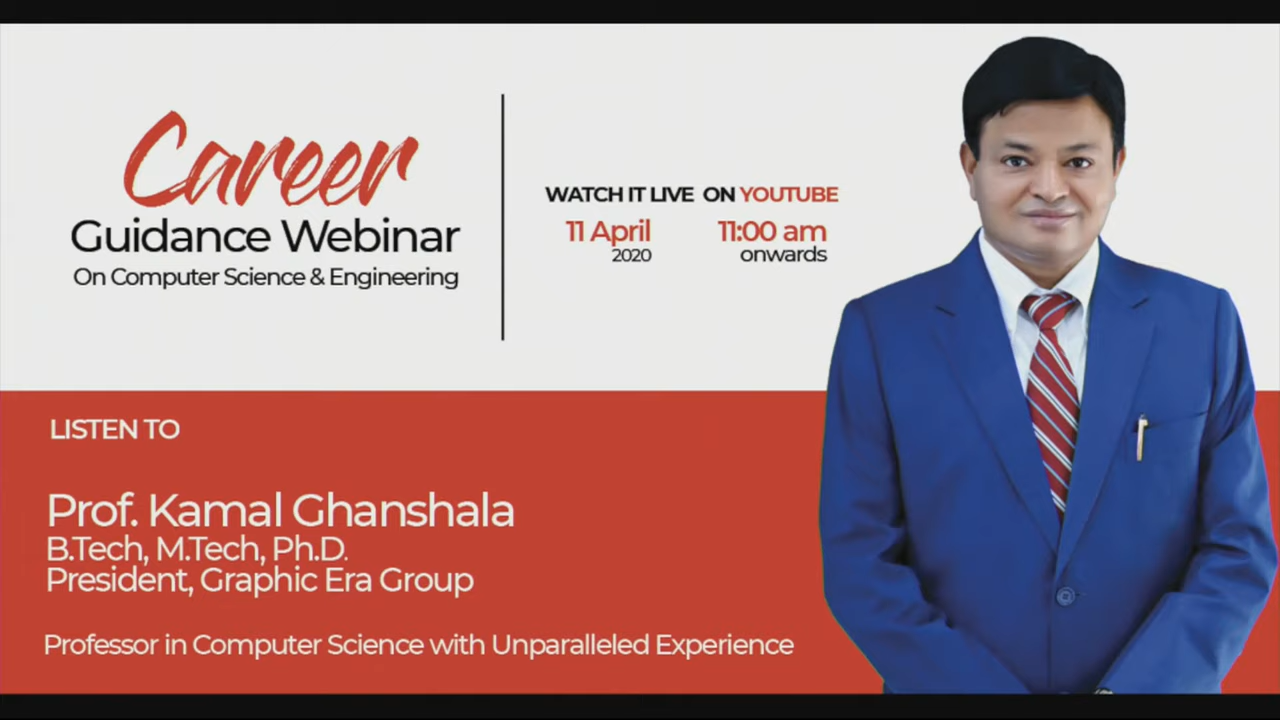 Career
Guidance Webinar
On Computer Science & Engineering
WATCH IT LIVE ON YOUTUBE
11 April 11:00 am
2020 onwards
LISTEN TO
Prof. Kamal Ghanshala
B.Tech, M.Tech, Ph.D.
President, Graphic Era Group
Professor in Computer Science with Unparalleled Experience